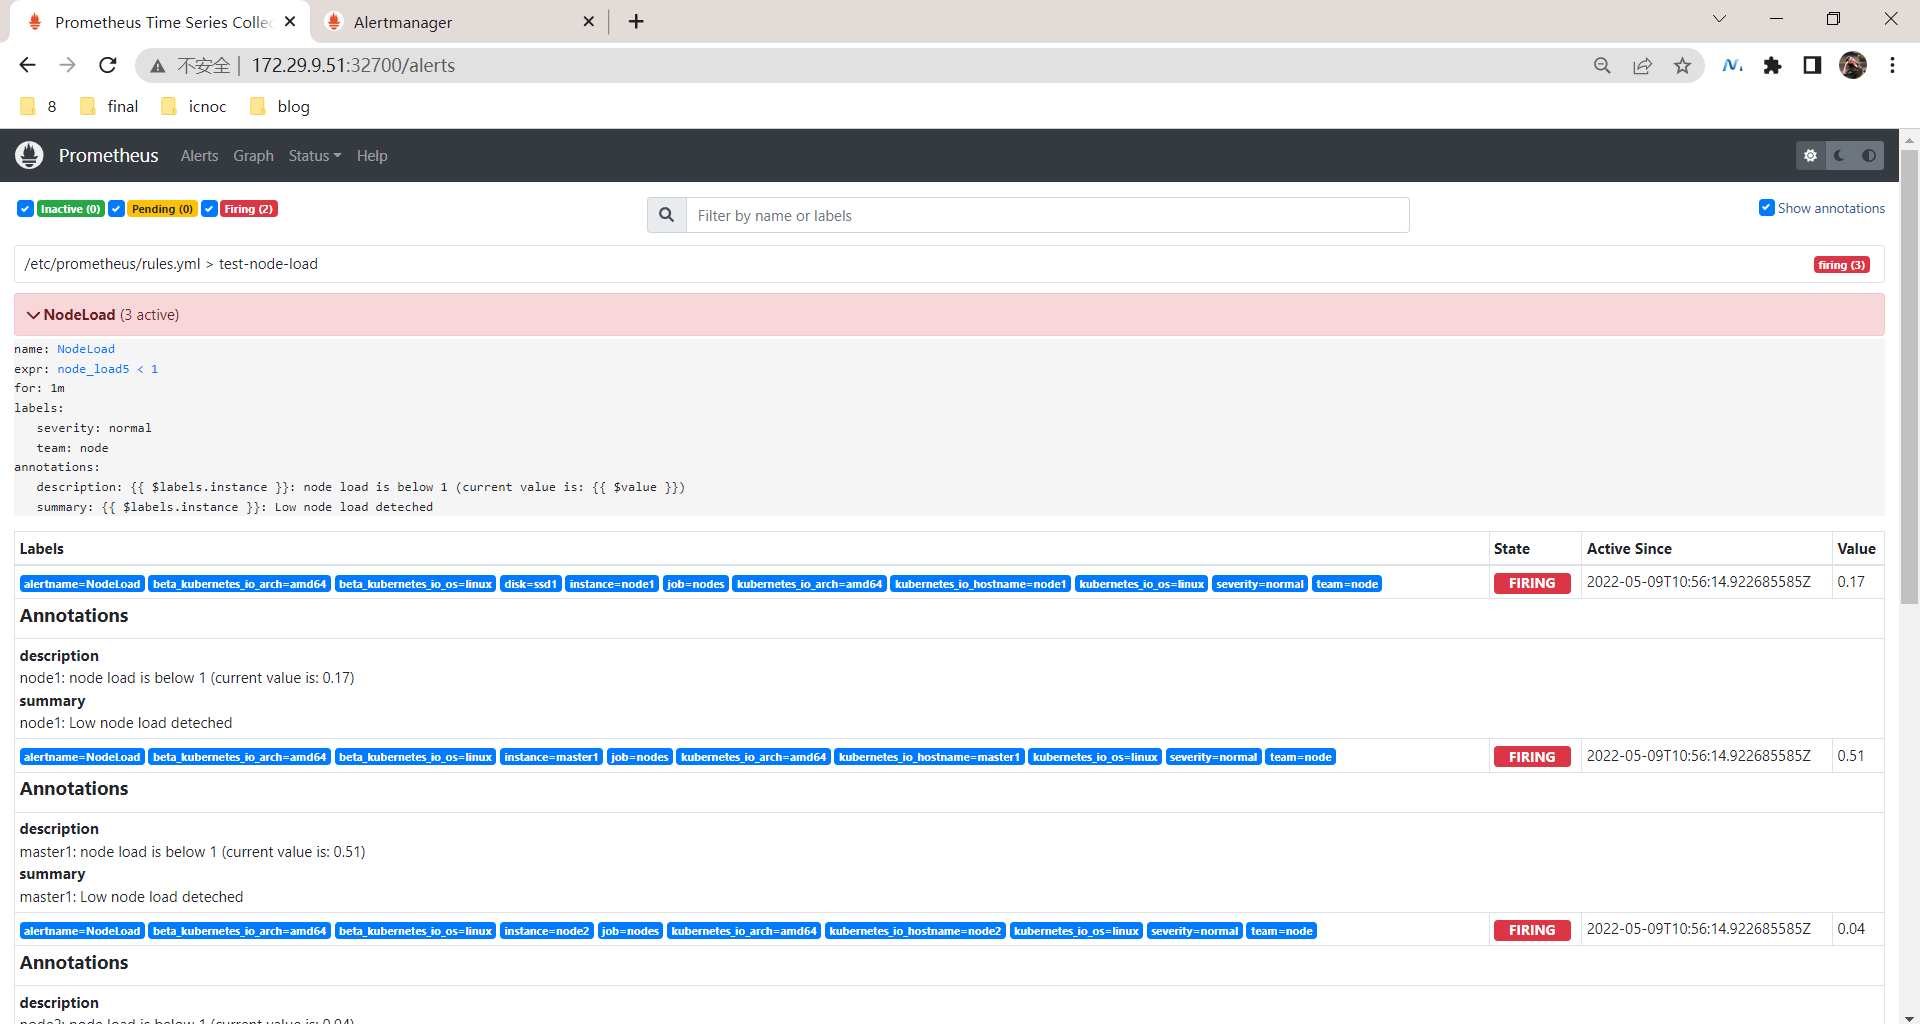 Prometheus Time Series Collec
Alertmanager
不安全 | 172.29.9.51:32700/alerts
8 final icnoc blog
Prometheus Alerts Graph Status Help
Inactive (0) Pending (0) Firing (2)
Filter by name or labels
Show annotations
/etc/prometheus/rules.yml > test-node-load
firing (3)
NodeLoad (3 active)
name: NodeLoad
expr: node_load5 < 1
for: 1m
labels:
severity: normal
team: node
annotations:
description: {{ $labels.instance }}: node load is below 1 (current value is: {{ $value }})
summary: {{ $labels.instance }}: Low node load deteched
Labels State Active Since Value
alertname=NodeLoad beta_kubernetes_io_arch=amd64 beta_kubernetes_io_os=linux disk=ssd1 instance=node1 job=nodes kubernetes_io_arch=amd64 kubernetes_io_hostname=node1 kubernetes_io_os=linux severity=normal team=node FIRING 2022-05-09T10:56:14.922685585Z 0.17
Annotations
description
node1: node load is below 1 (current value is: 0.17)
summary
node1: Low node load deteched
alertname=NodeLoad beta_kubernetes_io_arch=amd64 beta_kubernetes_io_os=linux instance=master1 job=nodes kubernetes_io_arch=amd64 kubernetes_io_hostname=master1 kubernetes_io_os=linux severity=normal team=node FIRING 2022-05-09T10:56:14.922685585Z 0.51
Annotations
description
master1: node load is below 1 (current value is: 0.51)
summary
master1: Low node load deteched
alertname=NodeLoad beta_kubernetes_io_arch=amd64 beta_kubernetes_io_os=linux instance=node2 job=nodes kubernetes_io_arch=amd64 kubernetes_io_hostname=node2 kubernetes_io_os=linux severity=normal team=node FIRING 2022-05-09T10:56:14.922685585Z 0.04
Annotations
description
node2: node load is below 1 (current value is: 0.04)